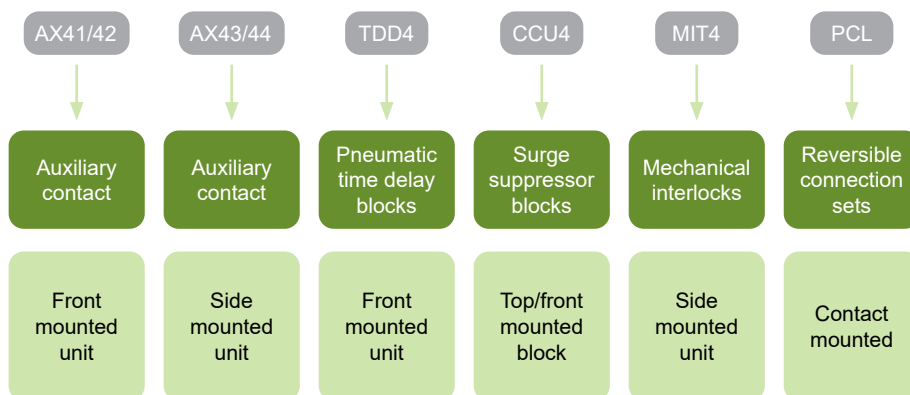 AX41/42
AX43/44
TDD4
CCU4
MIT4
PCL
Auxiliary
contact
Auxiliary
contact
Pneumatic
time delay
blocks
Surge
suppressor
blocks
Mechanical
interlocks
Reversible
connection
sets
Front
mounted
unit
Side
mounted
unit
Front
mounted
unit
Top/front
mounted
block
Side
mounted
unit
Contact
mounted